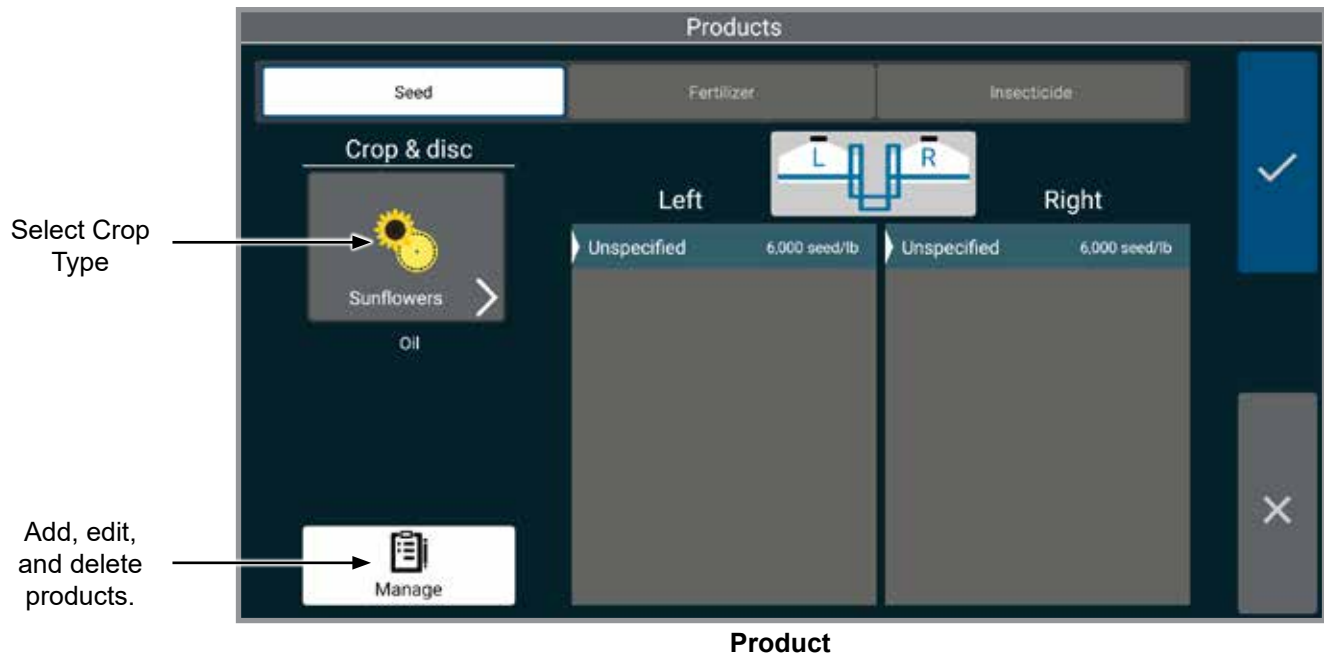 Products
Seed
Fertilizer
Insecticide
Crop & disc
L
R
Left
Right
Select Crop
Type
Unspecified 6,000 seed/lb
Unspecified 6,000 seed/lb
Sunflowers
Oil
Add, edit,
and delete
products.
Manage
Product